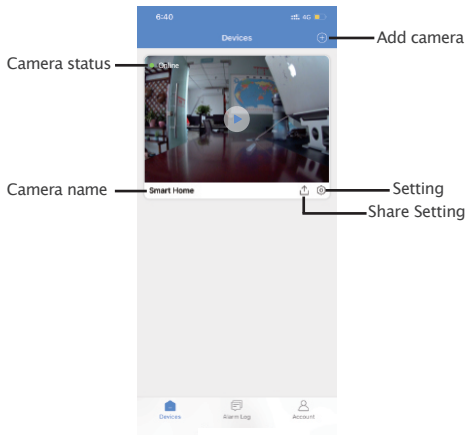 6:40
4G
Devices
Add camera
Camera status
Online
Camera name
Smart Home
Setting
Share Setting
Devices
Alarm Log
Account